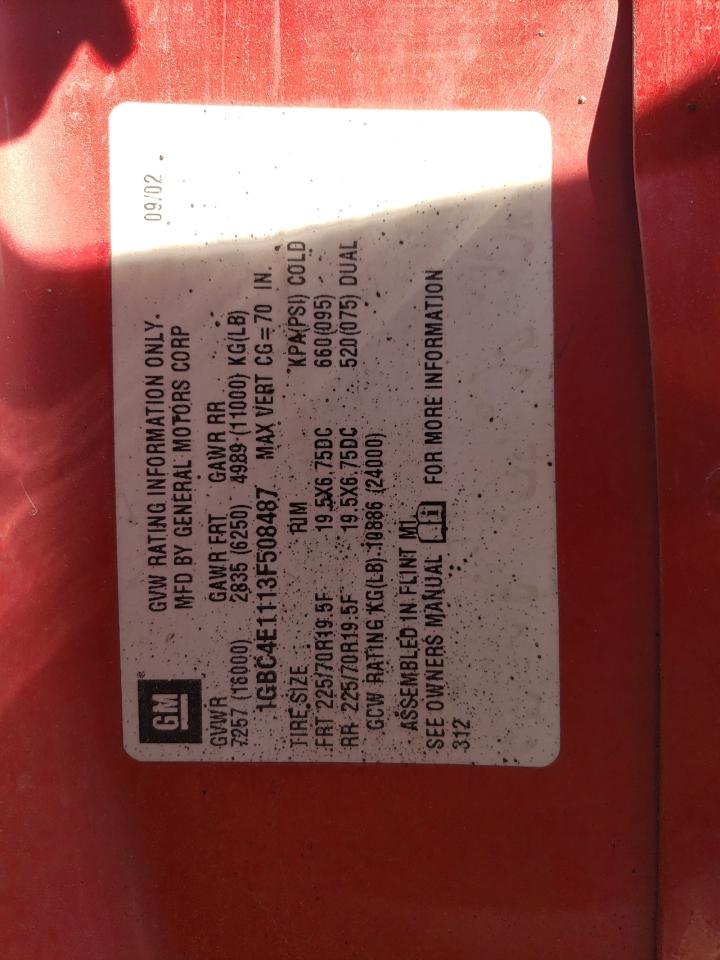 GM
GVW RATING INFORMATION ONLY. 09/02
MFD BY GENERAL MOTORS CORP
GVWR GAWR FRT GAWR RR
7257 (16000) 2835 (6250) 4989 (11000) KG(LB)
1GBC4E1113F508487 MAX VERT CG = 70 IN.
TIRE SIZE RIM KPA(PSI) COLD
FRT 225/70R19.5F 19.5X6.75DC 660(095)
RR 225/70R19.5F 19.5X6.75DC 520(075) DUAL
GCW RATING KG(LB) 10886 (24000)
ASSEMBLED IN FLINT MI
SEE OWNERS MANUAL FOR MORE INFORMATION
312